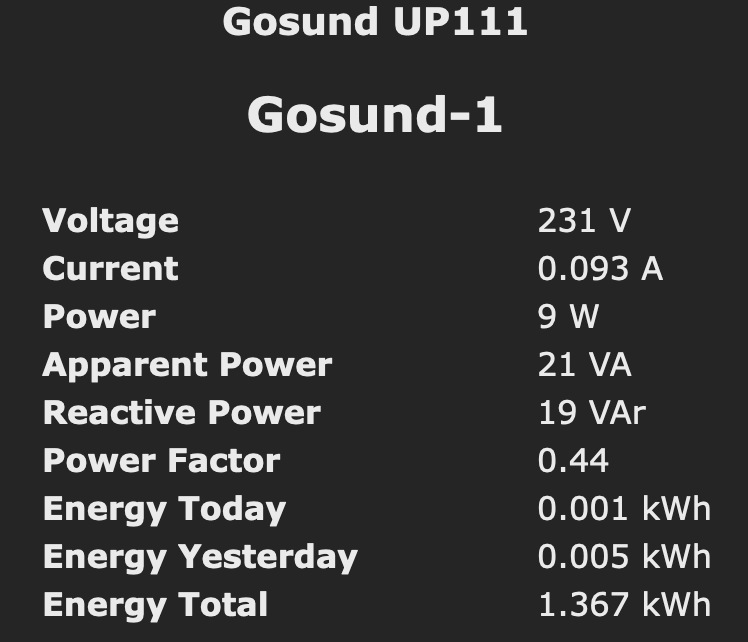 Gosund UP111
Gosund-1
Voltage 231 V
Current 0.093 A
Power 9 W
Apparent Power 21 VA
Reactive Power 19 VAr
Power Factor 0.44
Energy Today 0.001 kWh
Energy Yesterday 0.005 kWh
Energy Total 1.367 kWh